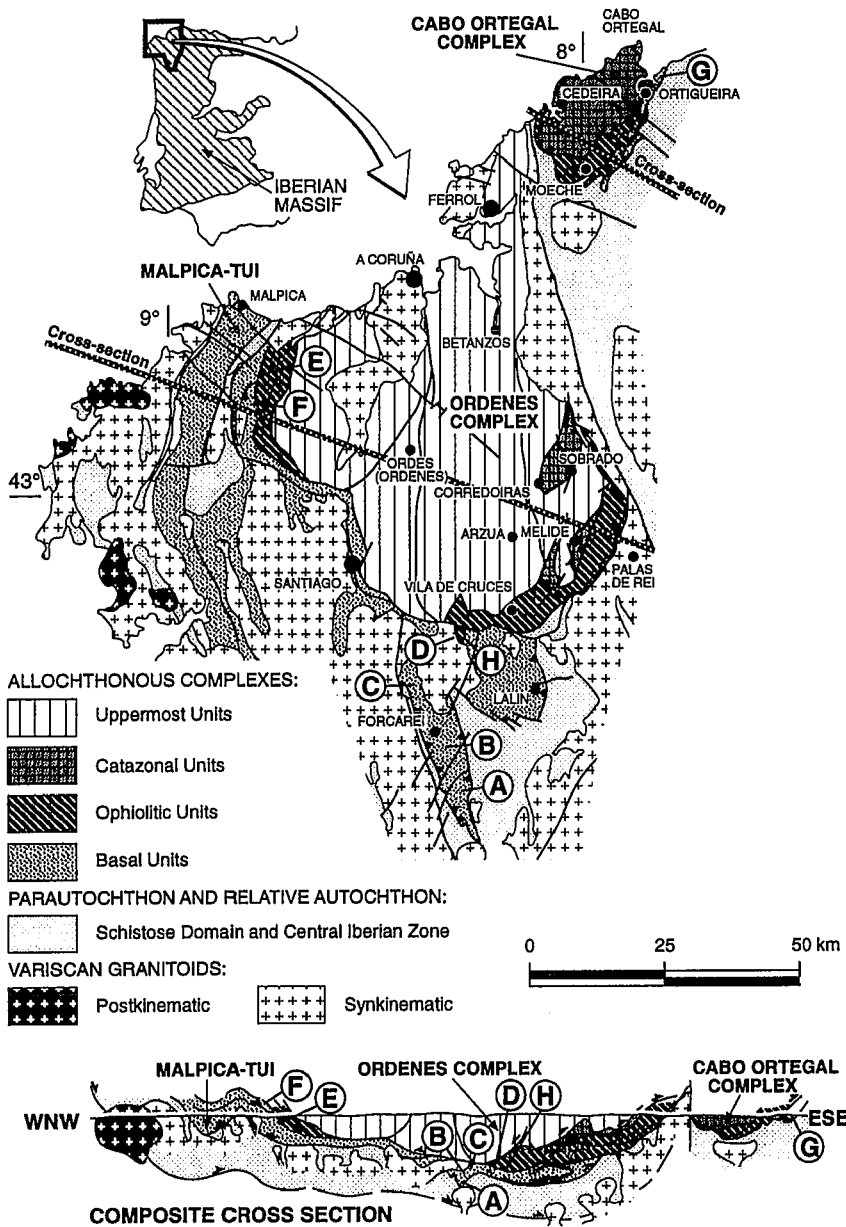 CABO ORTEGAL
COMPLEX
CABO
ORTEGAL
8°
G
CEDEIRA
ORTIGUEIRA
IBERIAN
MASSIF
Cross-section
MOECHE
FERROL
A CORUÑA
MALPICA-TUI
MALPICA
9°
Cross-section
BETANZOS
E
F
ORDENES
COMPLEX
ORDES
(ORDENES)
SOBRADO
43°
CORREDOIRAS
ARZUA
MELIDE
PALAS
DE REI
SANTIAGO
VILA DE CRUCES
D
H
C
LALIN
FORCAREI
B
A
ALLOCHTHONOUS COMPLEXES:
Uppermost Units
Catazonal Units
Ophiolitic Units
Basal Units
PARAUTOCHTHON AND RELATIVE AUTOCHTHON:
Schistose Domain and Central Iberian Zone
VARISCAN GRANITOIDS:
Postkinematic
Synkinematic
0 25 50 km
MALPICA-TUI
ORDENES COMPLEX
CABO ORTEGAL
COMPLEX
F
E
D
H
WNW
ESE
B
C
G
A
COMPOSITE CROSS SECTION